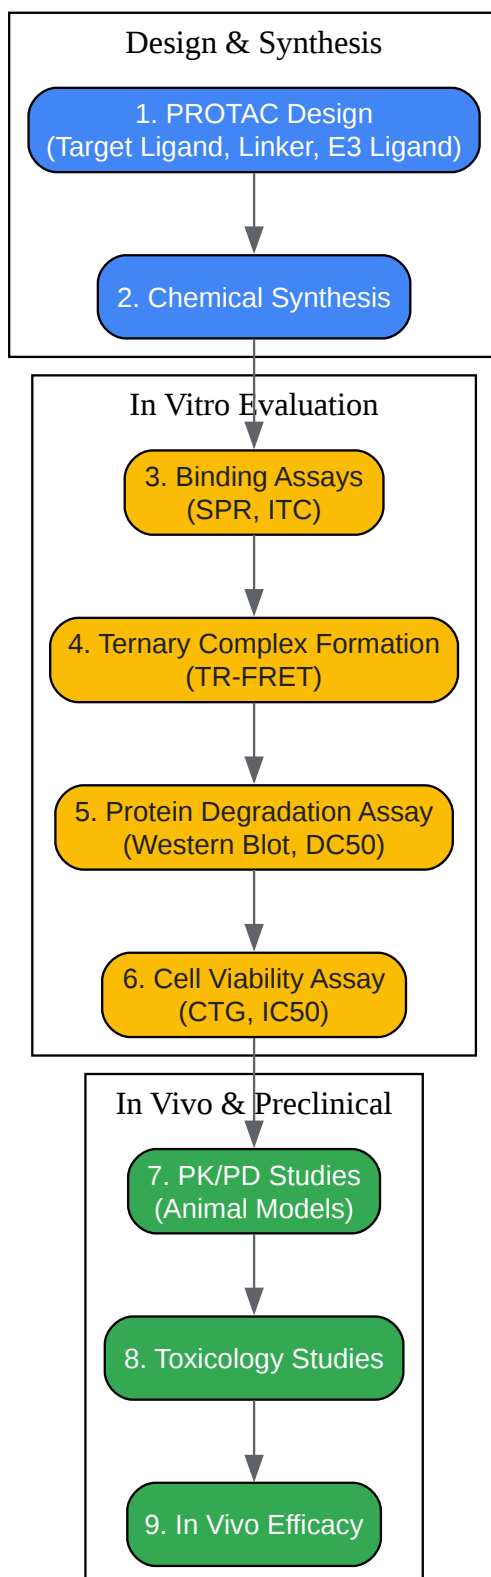 Design & Synthesis
1. PROTAC Design
(Target Ligand, Linker, E3 Ligand)
2. Chemical Synthesis
In Vitro Evaluation
3. Binding Assays
(SPR, ITC)
4. Ternary Complex Formation
(TR-FRET)
5. Protein Degradation Assay
(Western Blot, DC50)
6. Cell Viability Assay
(CTG, IC50)
In Vivo & Preclinical
7. PK/PD Studies
(Animal Models)
8. Toxicology Studies
9. In Vivo Efficacy